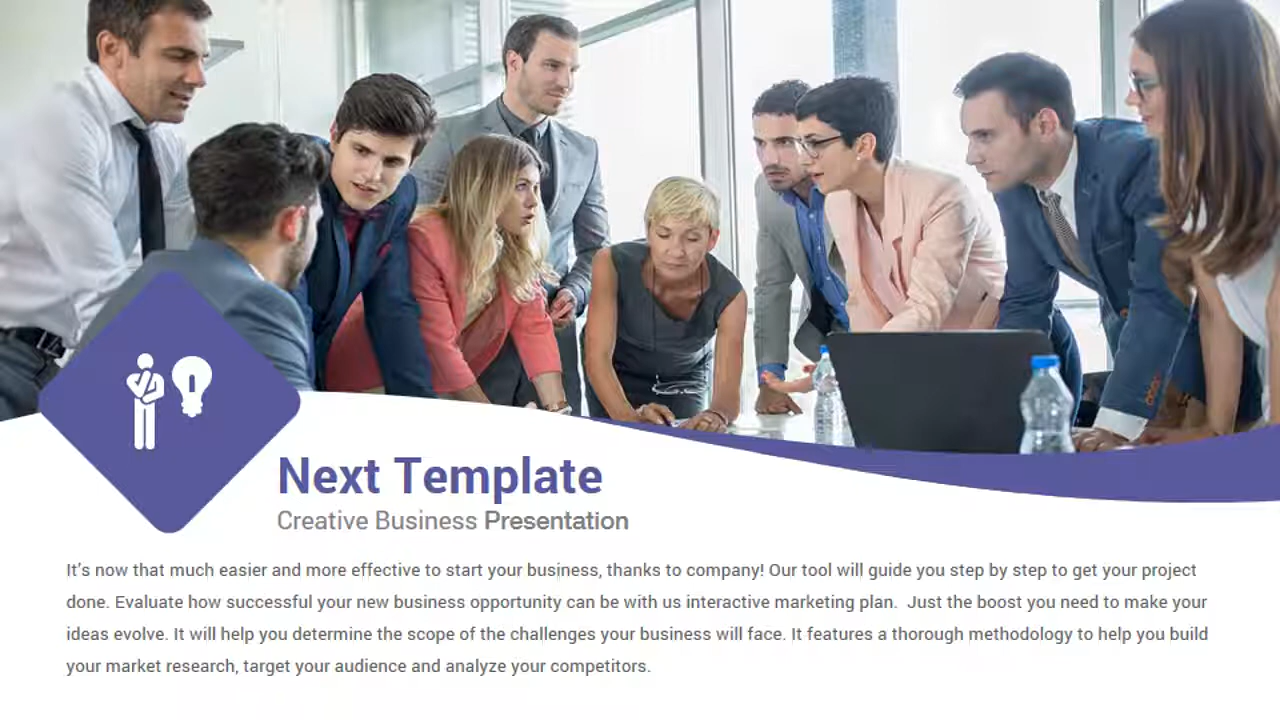 Next Template
Creative Business Presentation
It's now that much easier and more effective to start your business, thanks to company! Our tool will guide you step by step to get your project
done. Evaluate how successful your new business opportunity can be with us interactive marketing plan.  Just the boost you need to make your
ideas evolve. It will help you determine the scope of the challenges your business will face. It features a thorough methodology to help you build
your market research, target your audience and analyze your competitors.